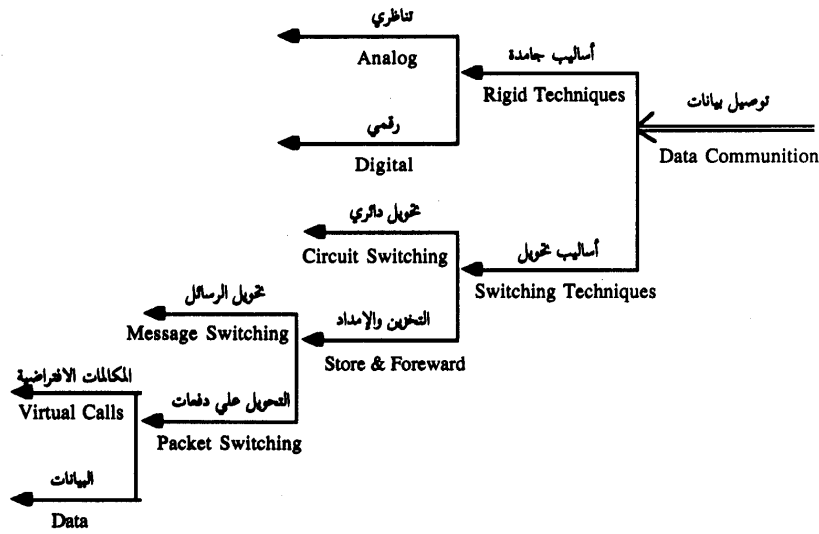 توصيل بيانات
Data Communition
أساليب جامدة
Rigid Techniques
تناظري
Analog
رقمي
Digital
أساليب تحويل
Switching Techniques
تحويل دائري
Circuit Switching
التخزين والإمداد
Store & Foreward
تحويل الرسائل
Message Switching
التحويل علي دفعات
Packet Switching
المكالمات الافتراضية
Virtual Calls
البيانات
Data